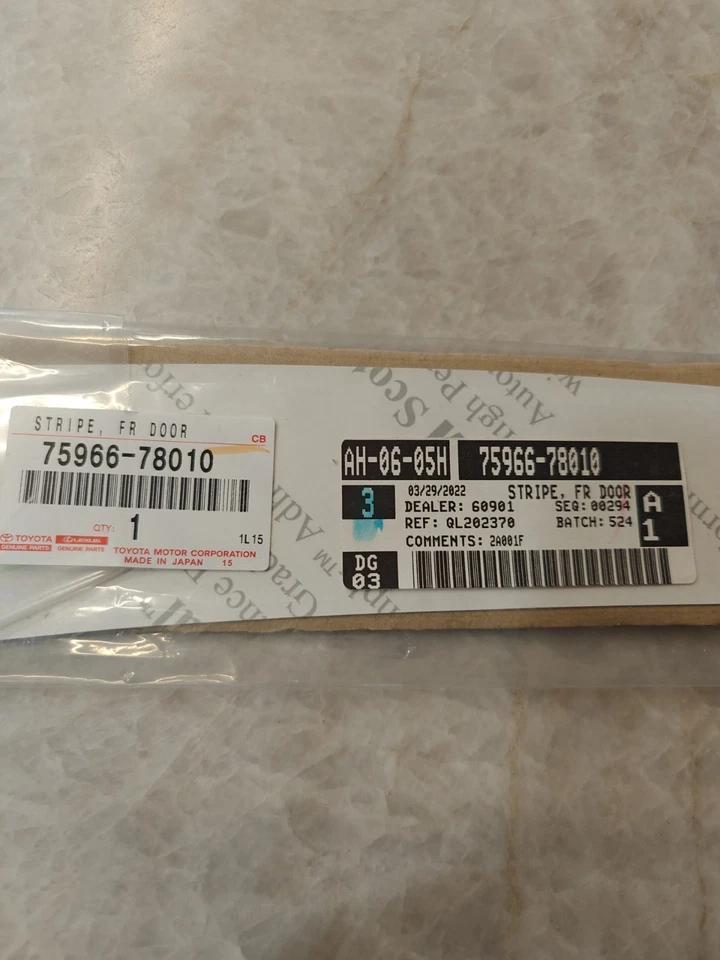 STRIPE, FR DOOR
CB
75966-78010
QTY: 1
1L15
TOYOTA
GENUINE PARTS
LEXUS
GENUINE PARTS
TOYOTA MOTOR CORPORATION
MADE IN JAPAN 15
AH-06-05H
75966-78010
3
03/29/2022
STRIPE, FR DOOR
DEALER: 60901
SEQ: 00294
REF: QL202370
BATCH: 524
COMMENTS: 2A001F
A
1
DG
03